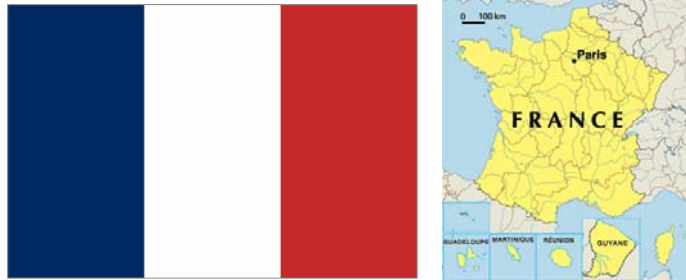 0 100 km
Paris
FRANCE
GUADELOUPE MARTINIQUE RÉUNION GUYANE